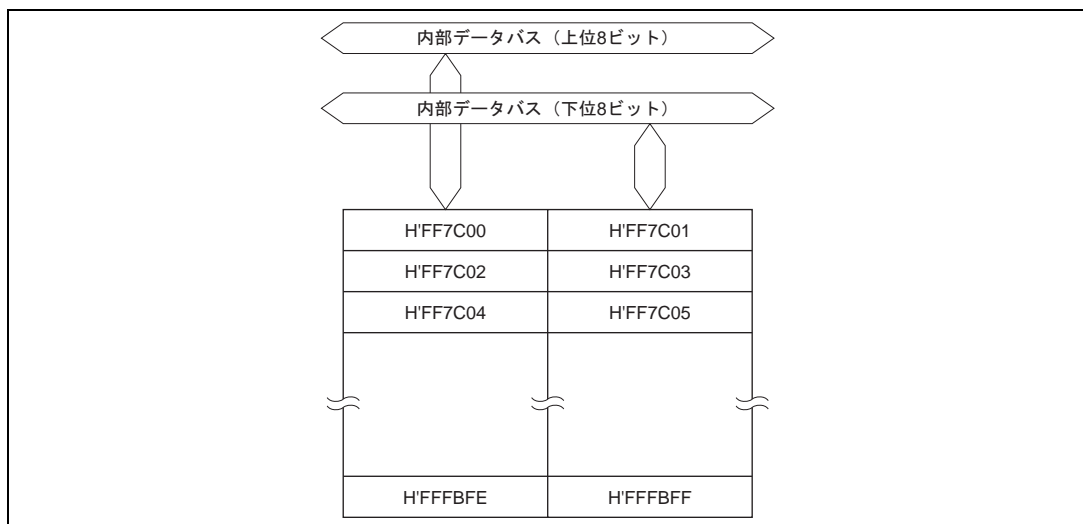 内部データバス（上位8ビット）
内部データバス（下位8ビット）
H'FF7C00 H'FF7C01
H'FF7C02 H'FF7C03
H'FF7C04 H'FF7C05
H'FFFBFE H'FFFBFF